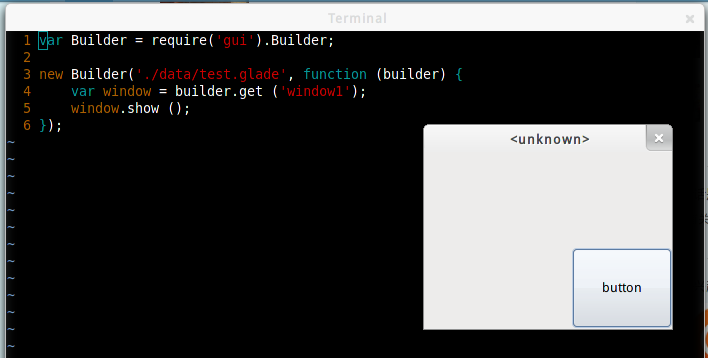 Terminal
1 var Builder = require('gui').Builder;
2
3 new Builder('./data/test.glade', function (builder) {
4     var window = builder.get ('window1');
5     window.show ();
6 });
~
~
~
~
~
~
~
~
~
~
~
~
<unknown>
button